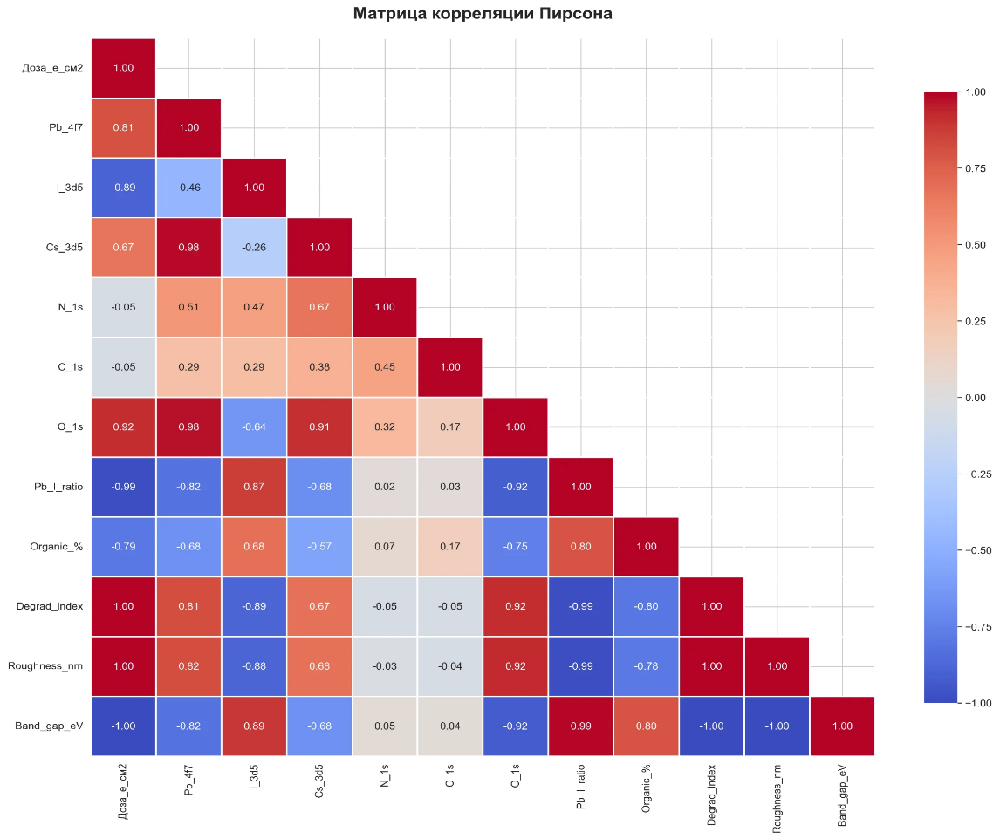 Матрица корреляции Пирсона
Доза_е_см2 1.00
Pb_4f7 0.81 1.00
I_3d5 -0.89 -0.46 1.00
Cs_3d5 0.67 0.98 -0.26 1.00
N_1s -0.05 0.51 0.47 0.67 1.00
C_1s -0.05 0.29 0.29 0.38 0.45 1.00
O_1s 0.92 0.98 -0.64 0.91 0.32 0.17 1.00
Pb_I_ratio -0.99 -0.82 0.87 -0.68 0.02 0.03 -0.92 1.00
Organic_% -0.79 -0.68 0.68 -0.57 0.07 0.17 -0.75 0.80 1.00
Degrad_index 1.00 0.81 -0.89 0.67 -0.05 -0.05 0.92 -0.99 -0.80 1.00
Roughness_nm 1.00 0.82 -0.88 0.68 -0.03 -0.04 0.92 -0.99 -0.78 1.00 1.00
Band_gap_eV -1.00 -0.82 0.89 -0.68 0.05 0.04 -0.92 0.99 0.80 -1.00 -1.00 1.00
Доза_е_см2 Pb_4f7 I_3d5 Cs_3d5 N_1s C_1s O_1s Pb_I_ratio Organic_% Degrad_index Roughness_nm Band_gap_eV
1.00
0.75
0.50
0.25
0.00
−0.25
−0.50
−0.75
−1.00